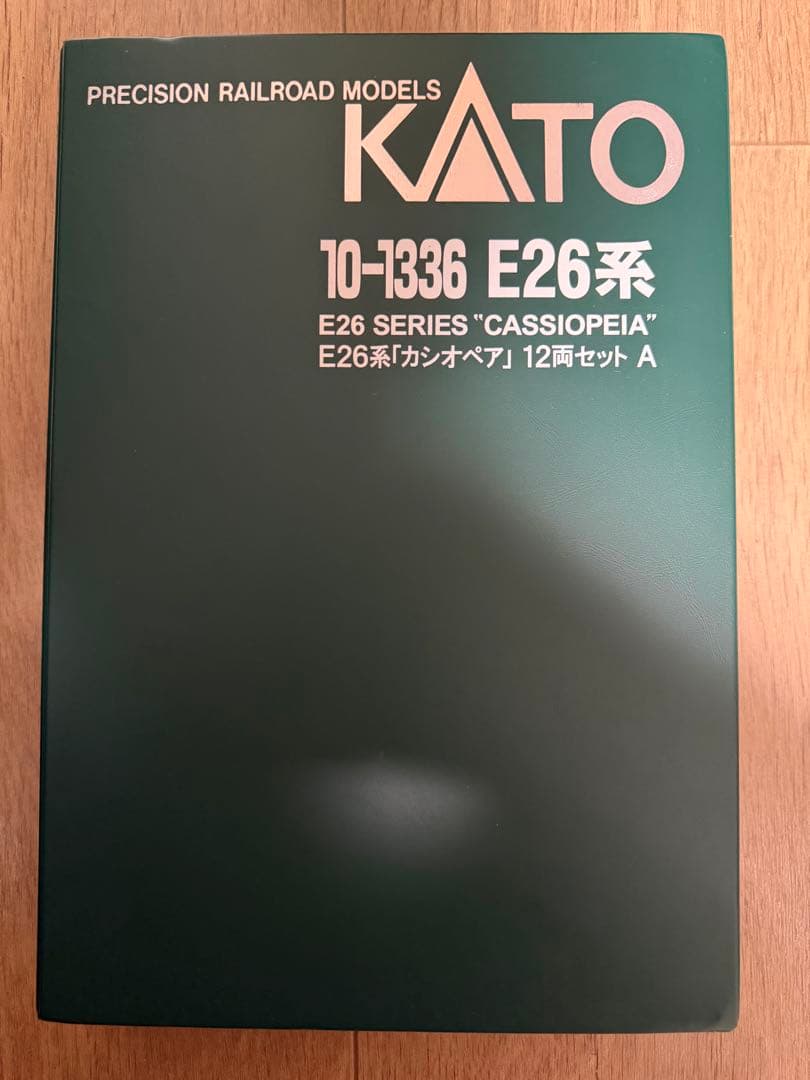 PRECISION RAILROAD MODELS
KATO
10-1336 E26系
E26 SERIES "CASSIOPEIA"
E26系「カシオペア」12両セット A